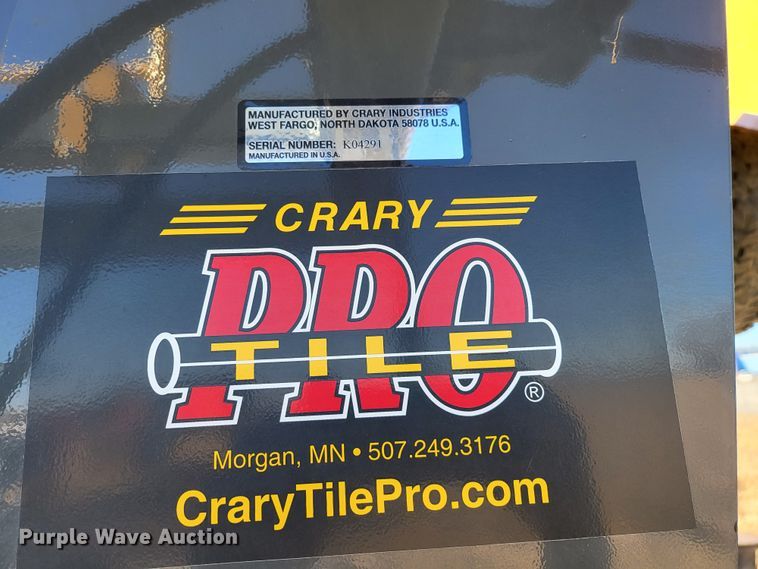 MANUFACTURED BY CRARY INDUSTRIES
WEST FARGO, NORTH DAKOTA 58078 U.S.A.
SERIAL NUMBER: K04291
MANUFACTURED IN U.S.A.
CRARY
PRO
TILE
®
Morgan, MN • 507.249.3176
CraryTilePro.com
Purple Wave Auction